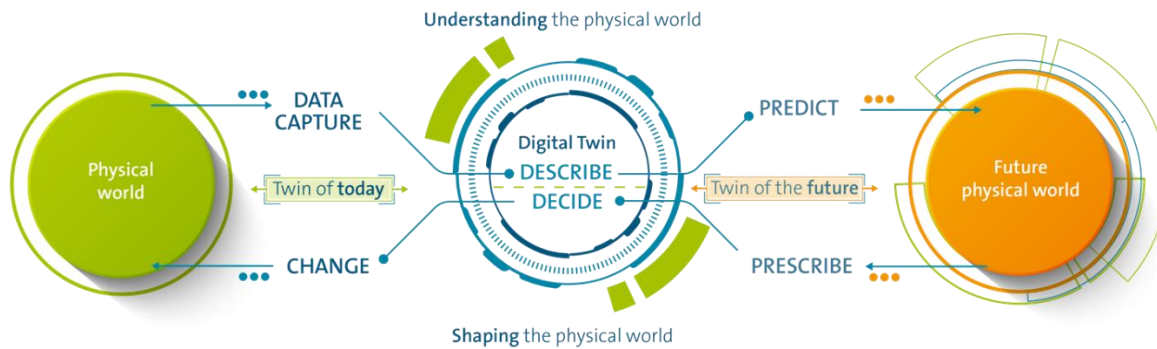 Understanding the physical world
DATA
CAPTURE
PREDICT
Physical
world
Twin of today
Digital Twin
DESCRIBE
DECIDE
Twin of the future
Future
physical world
CHANGE
PRESCRIBE
Shaping the physical world